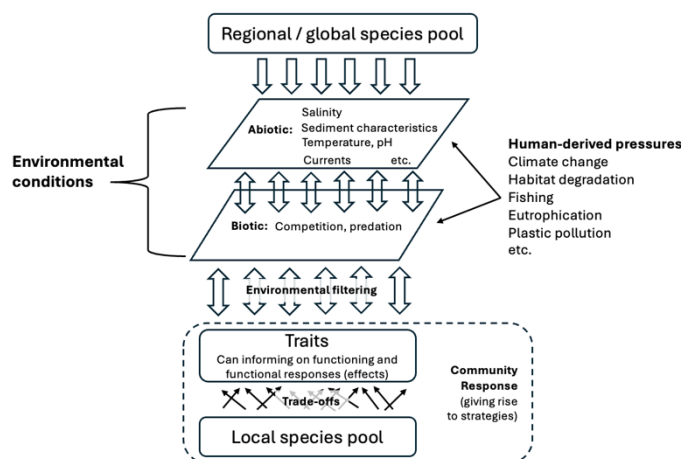 Regional / global species pool
Salinity
Abiotic: Sediment characteristics
Temperature, pH
Currents etc.
Environmental
conditions
Human-derived pressures
Climate change
Habitat degradation
Fishing
Eutrophication
Plastic pollution
etc.
Biotic: Competition, predation
Environmental filtering
Traits
Can informing on functioning and
functional responses (effects)
Trade-offs
Local species pool
Community
Response
(giving rise
to strategies)